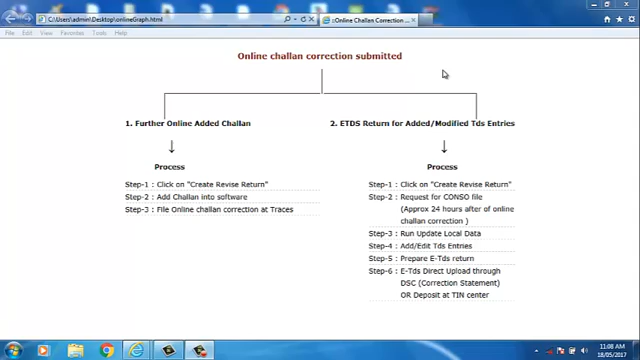 C:\Users\admin\Desktop\onlineGraph.html
::Online Challan Correction ...
File Edit View Favorites Tools Help
Online challan correction submitted
1. Further Online Added Challan
Process
Step-1 : Click on "Create Revise Return"
Step-2 : Add Challan into software
Step-3 : File Online challan correction at Traces
2. ETDS Return for Added/Modified Tds Entries
Process
Step-1 : Click on "Create Revise Return"
Step-2 : Request for CONSO file
(Approx 24 hours after of online
challan correction )
Step-3 : Run Update Local Data
Step-4 : Add/Edit Tds Entries
Step-5 : Prepare E-Tds return
Step-6 : E-Tds Direct Upload through
DSC (Correction Statement)
OR Deposit at TIN center
11:08 AM
18/05/2017